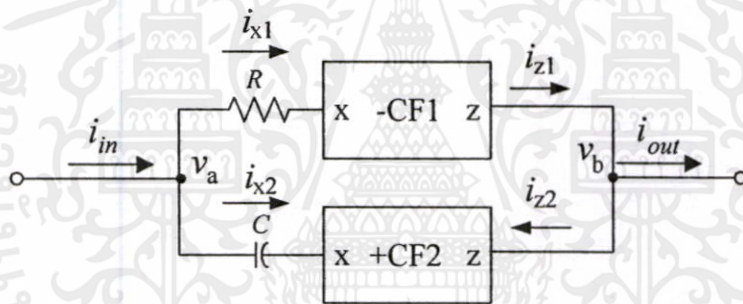 i_x1
R
x -CF1 z
i_z1
i_in
v_a
v_b
i_out
i_x2
C
x +CF2 z
i_z2